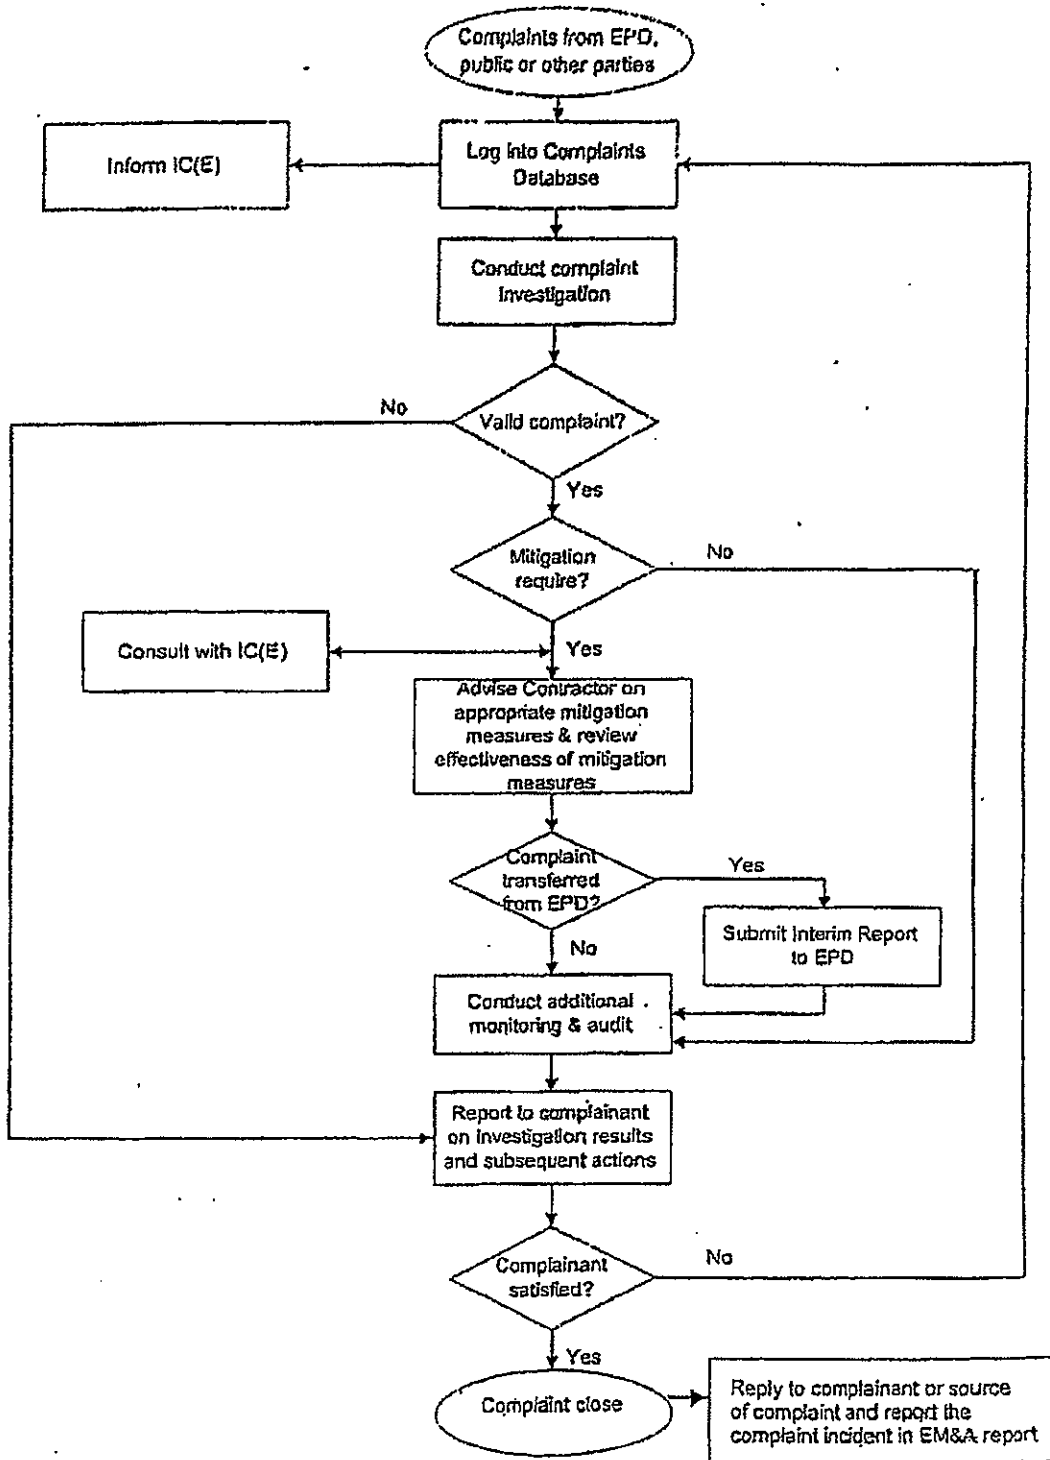 Complaints from EPD,
public or other parties
Inform IC(E)
Log into Complaints
Database
Conduct complaint
Investigation
No
Valid complaint?
Yes
Mitigation
require?
No
Consult with IC(E)
Yes
Advise Contractor on
appropriate mitigation
measures & review
effectiveness of mitigation
measures
Complaint
transferred
from EPD?
Yes
Submit Interim Report
to EPD
No
Conduct additional
monitoring & audit
Report to complainant
on investigation results
and subsequent actions
Complainant
satisfied?
No
Yes
Complaint close
Reply to complainant or source
of complaint and report the
complaint incident in EM&A report